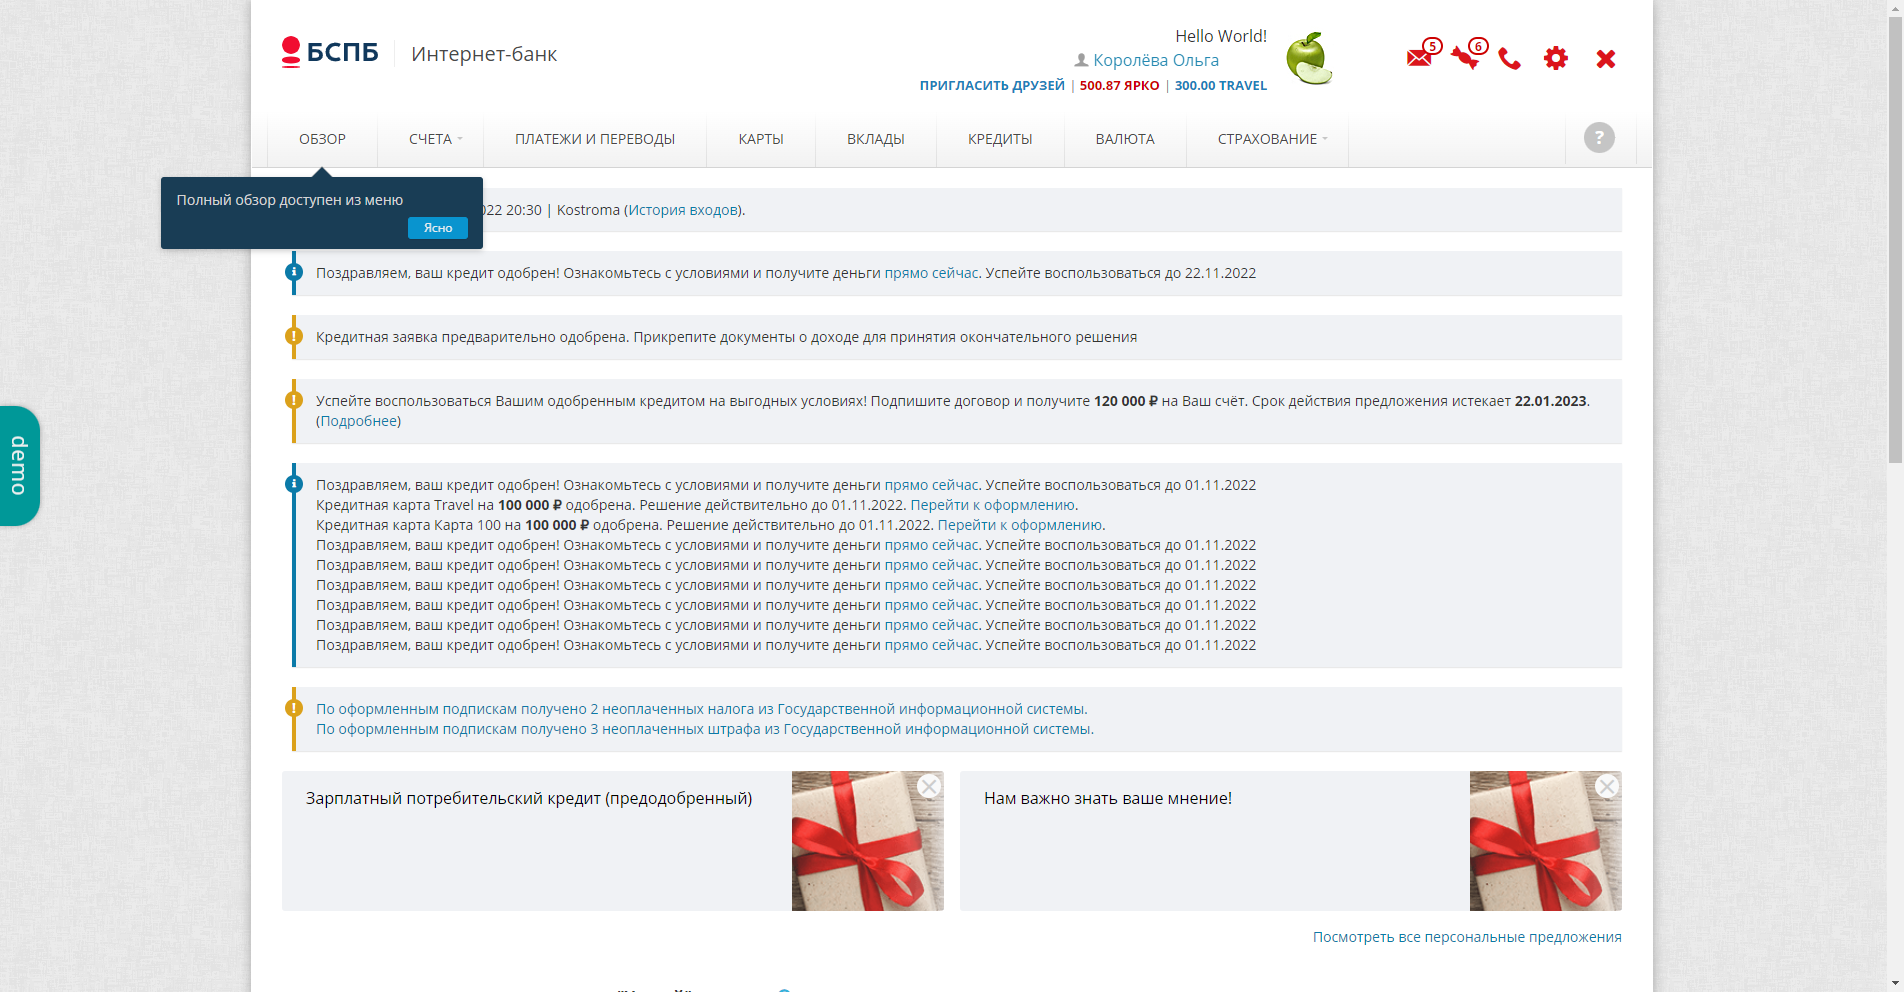 БСПБ Интернет-банк
Hello World!
Королёва Ольга
ПРИГЛАСИТЬ ДРУЗЕЙ | 500.87 ЯРКО | 300.00 TRAVEL
5
6
ОБЗОР СЧЕТА ПЛАТЕЖИ И ПЕРЕВОДЫ КАРТЫ ВКЛАДЫ КРЕДИТЫ ВАЛЮТА СТРАХОВАНИЕ ?
Полный обзор доступен из меню
Ясно
022 20:30 | Kostroma (История входов).
Поздравляем, ваш кредит одобрен! Ознакомьтесь с условиями и получите деньги прямо сейчас. Успейте воспользоваться до 22.11.2022
Кредитная заявка предварительно одобрена. Прикрепите документы о доходе для принятия окончательного решения
Успейте воспользоваться Вашим одобренным кредитом на выгодных условиях! Подпишите договор и получите 120 000 ₽ на Ваш счёт. Срок действия предложения истекает 22.01.2023.
(Подробнее)
demo
Поздравляем, ваш кредит одобрен! Ознакомьтесь с условиями и получите деньги прямо сейчас. Успейте воспользоваться до 01.11.2022
Кредитная карта Travel на 100 000 ₽ одобрена. Решение действительно до 01.11.2022. Перейти к оформлению.
Кредитная карта Карта 100 на 100 000 ₽ одобрена. Решение действительно до 01.11.2022. Перейти к оформлению.
Поздравляем, ваш кредит одобрен! Ознакомьтесь с условиями и получите деньги прямо сейчас. Успейте воспользоваться до 01.11.2022
Поздравляем, ваш кредит одобрен! Ознакомьтесь с условиями и получите деньги прямо сейчас. Успейте воспользоваться до 01.11.2022
Поздравляем, ваш кредит одобрен! Ознакомьтесь с условиями и получите деньги прямо сейчас. Успейте воспользоваться до 01.11.2022
Поздравляем, ваш кредит одобрен! Ознакомьтесь с условиями и получите деньги прямо сейчас. Успейте воспользоваться до 01.11.2022
Поздравляем, ваш кредит одобрен! Ознакомьтесь с условиями и получите деньги прямо сейчас. Успейте воспользоваться до 01.11.2022
Поздравляем, ваш кредит одобрен! Ознакомьтесь с условиями и получите деньги прямо сейчас. Успейте воспользоваться до 01.11.2022
По оформленным подпискам получено 2 неоплаченных налога из Государственной информационной системы.
По оформленным подпискам получено 3 неоплаченных штрафа из Государственной информационной системы.
Зарплатный потребительский кредит (предодобренный)
Нам важно знать ваше мнение!
Посмотреть все персональные предложения